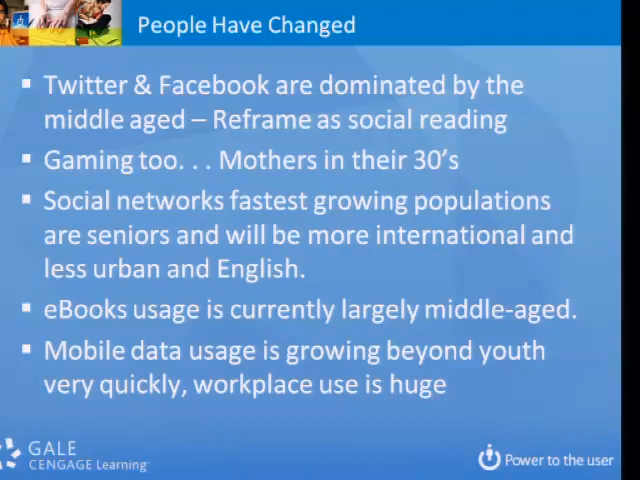 People Have Changed
Twitter & Facebook are dominated by the
middle aged – Reframe as social reading
Gaming too. . . Mothers in their 30's
Social networks fastest growing populations
are seniors and will be more international and
less urban and English.
eBooks usage is currently largely middle-aged.
Mobile data usage is growing beyond youth
very quickly, workplace use is huge
GALE
CENGAGE Learning
Power to the user